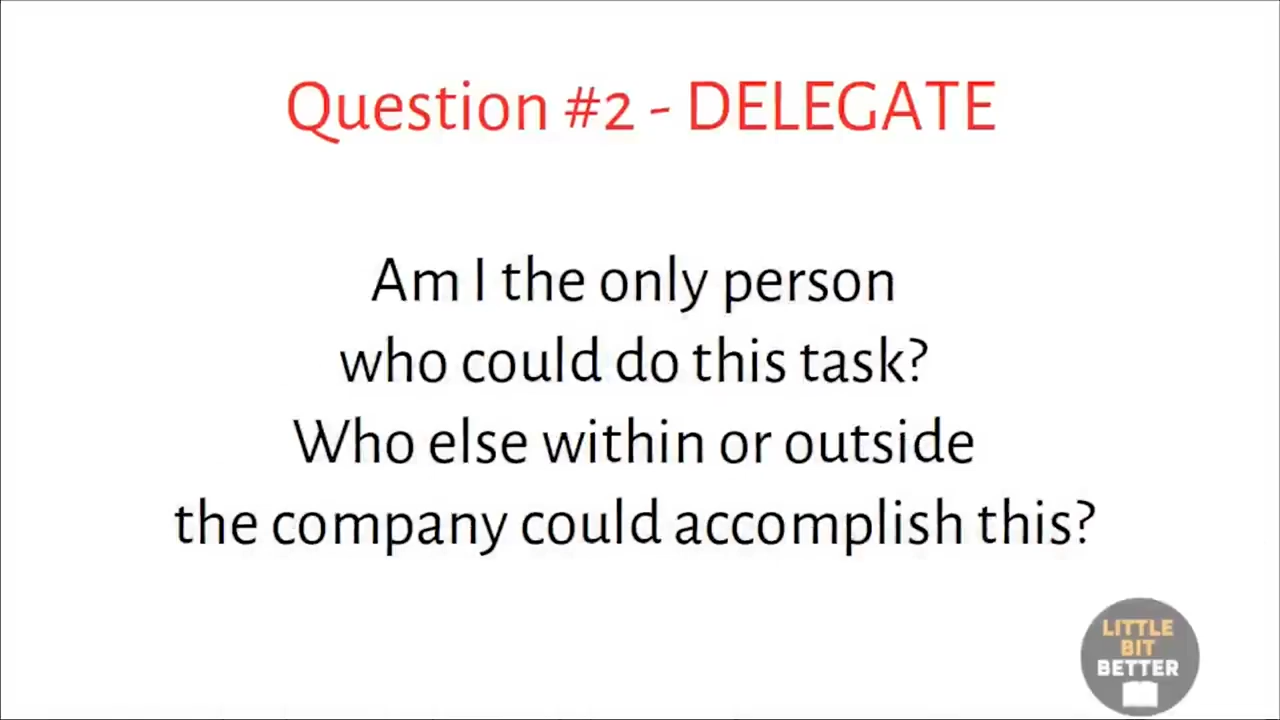 Question #2 - DELEGATE
Am I the only person
who could do this task?
Who else within or outside
the company could accomplish this?
LITTLE
BIT
BETTER